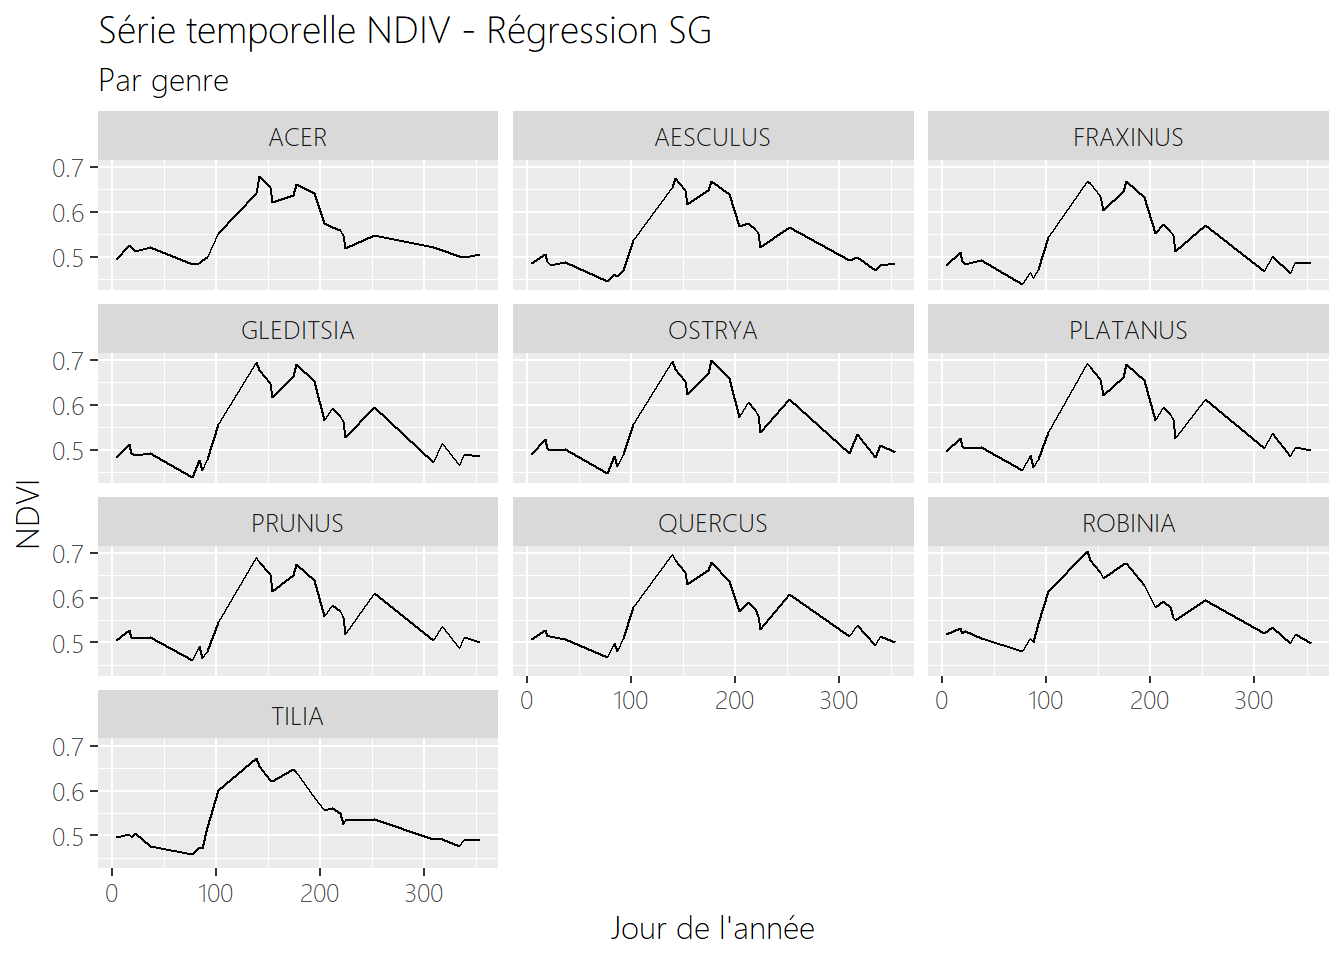 Série temporelle NDIV - Régression SG
Par genre
ACER AESCULUS FRAXINUS
0.7
0.6
0.5
GLEDITSIA OSTRYA PLATANUS
0.7
0.6
0.5
NDVI
PRUNUS QUERCUS ROBINIA
0.7
0.6
0.5
0 100 200 300 0 100 200 300
TILIA
0.7
0.6
0.5
0 100 200 300
Jour de l'année